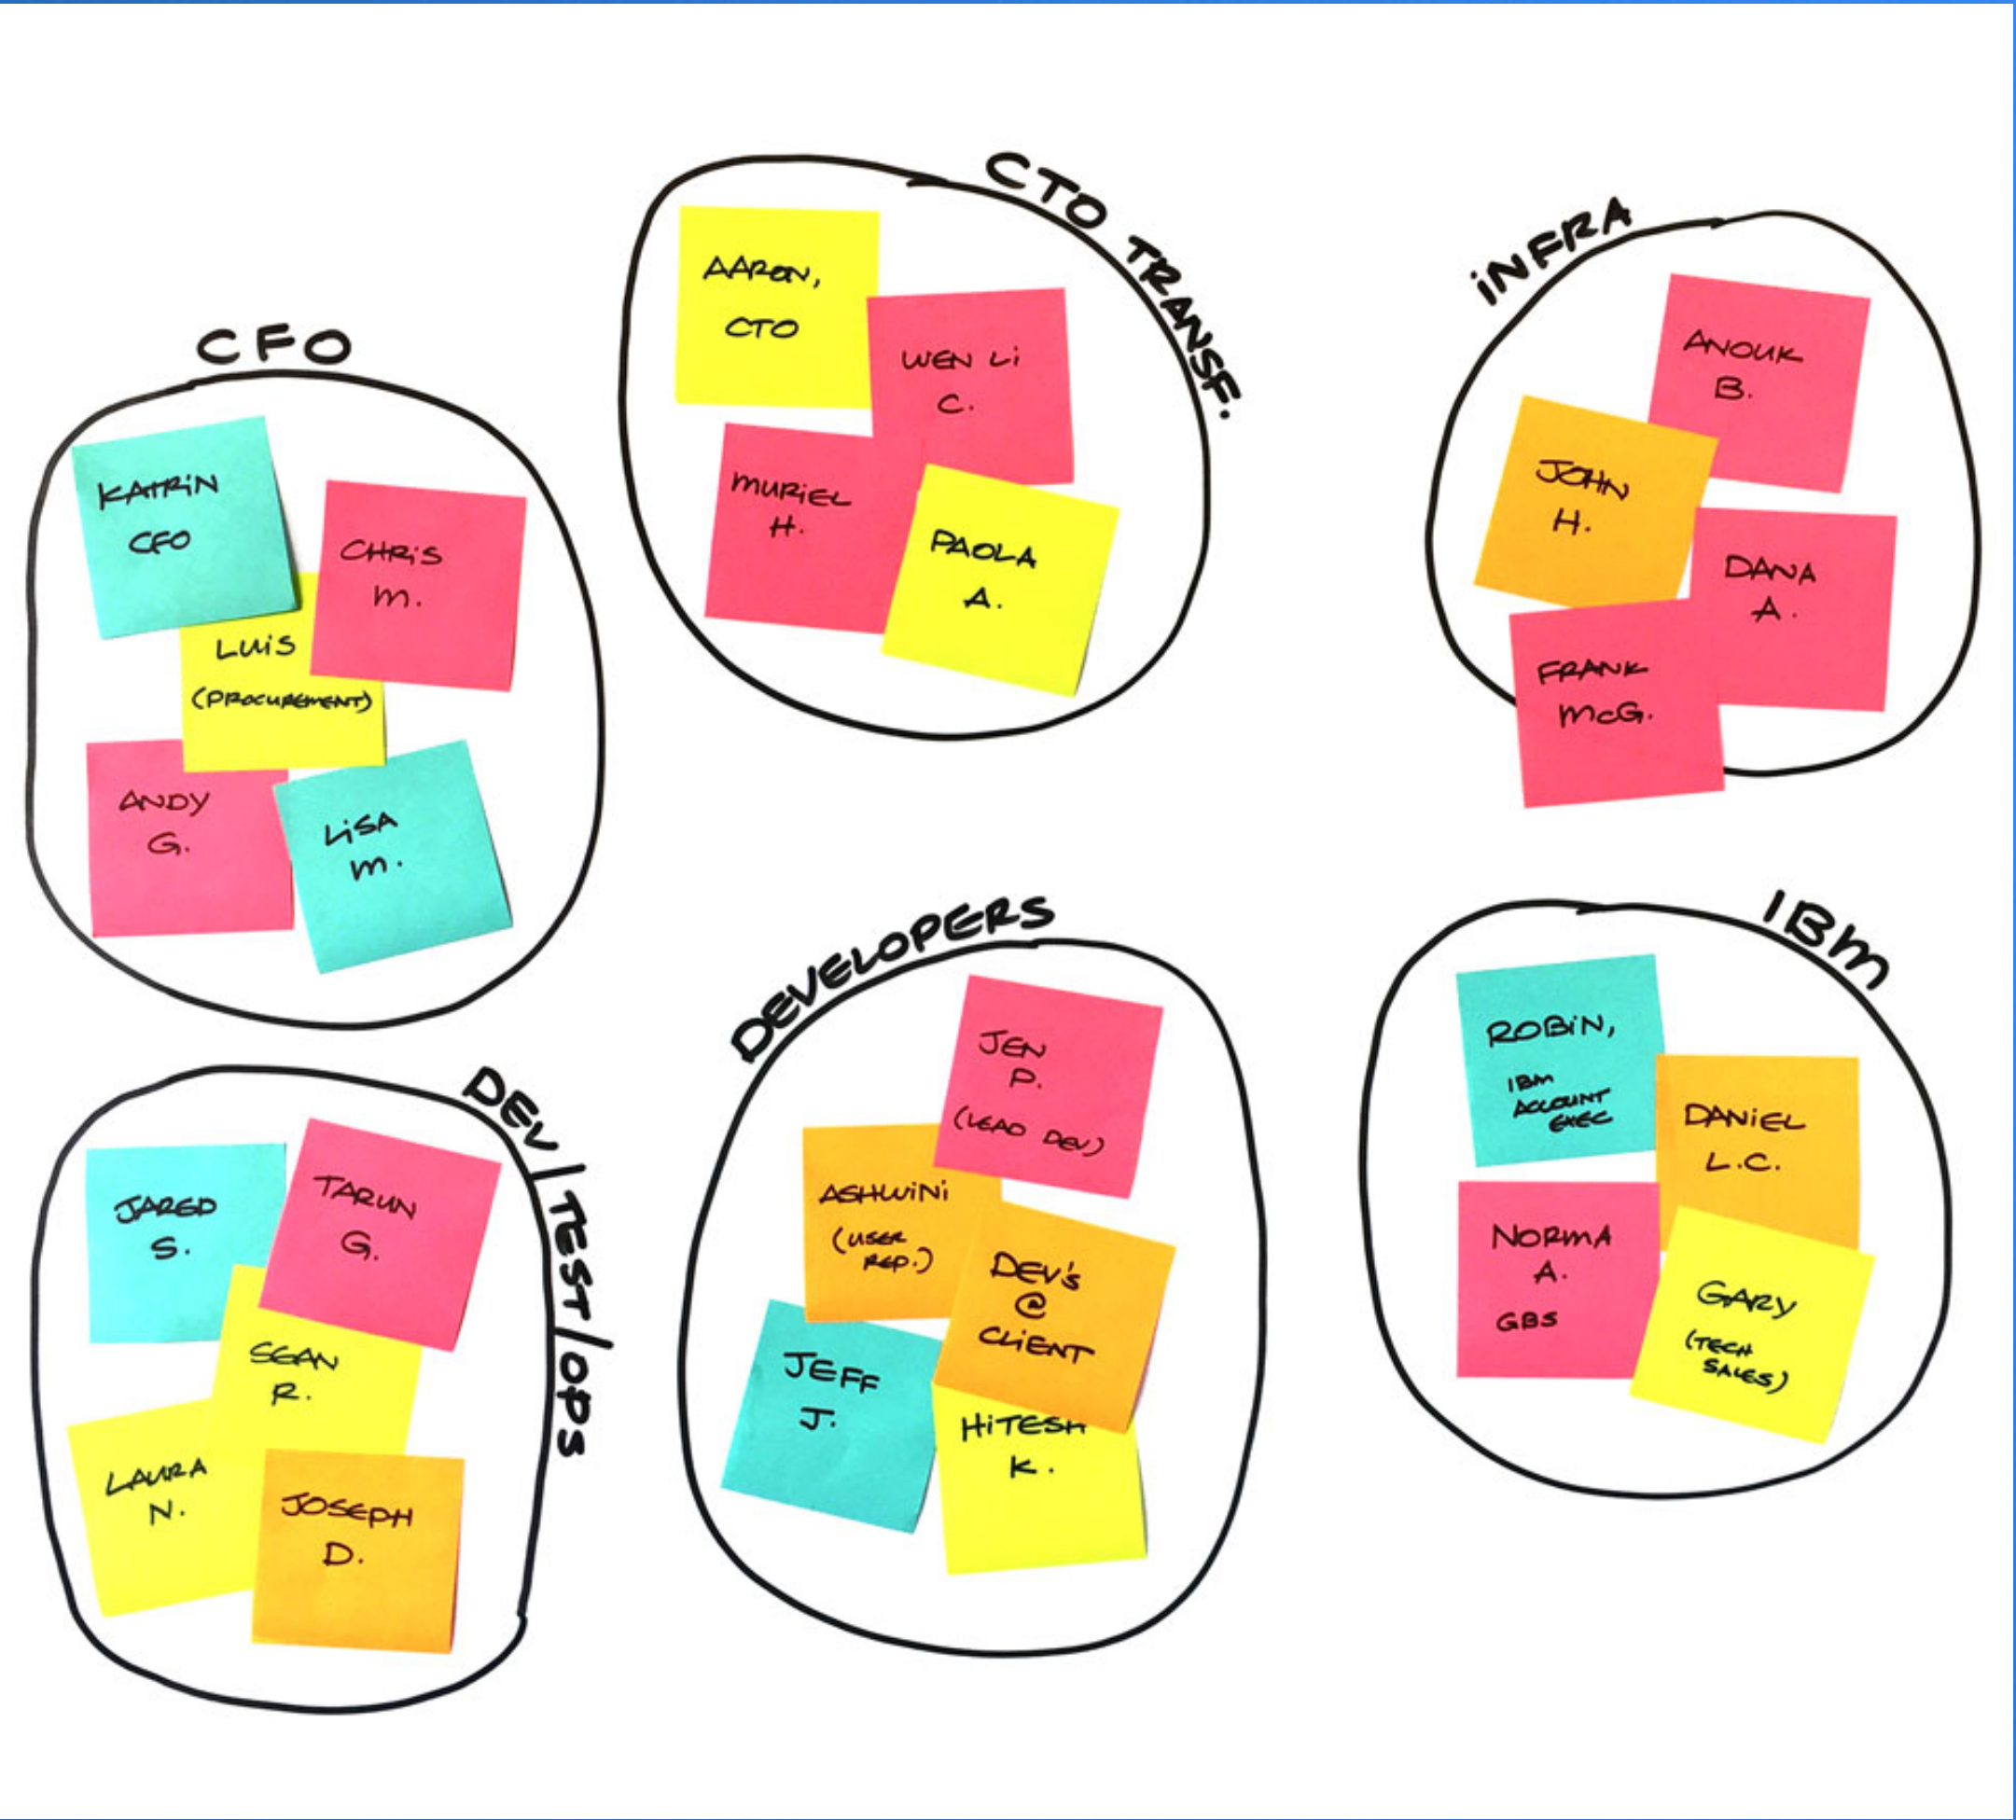 CFO
KATRIN
CFO
CHRIS
M.
LUIS
(PROCUREMENT)
ANDY
G.
LISA
M.
CTO TRANSF.
AARON,
CTO
WEN Li
C.
MURIEL
H.
PAOLA
A.
iNFRA
ANOUK
B.
JOHN
H.
DANA
A.
FRANK
McG.
DEV/TEST/OPS
JARED
S.
TARUN
G.
SEAN
R.
LAURA
N.
JOSEPH
D.
DEVELOPERS
JEN
P.
(LEAD DEV)
ASHWiNi
(USER
REP.)
DEV'S
@
CLIENT
JEFF
J.
HiTESH
K.
IBM
ROBiN,
IBM
ACCOUNT
EXEC
DANiEL
L.C.
NORMA
A.
GBS
GARY
(TECH
SALES)